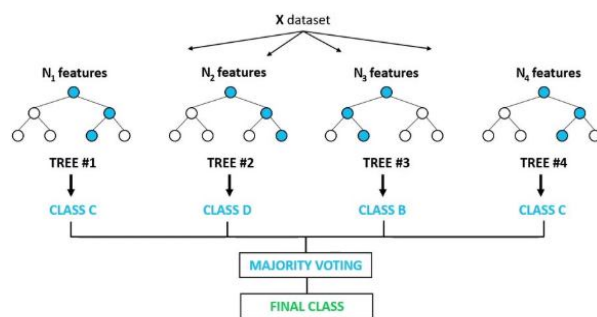 X dataset
N₁ features N₂ features N₃ features N₄ features
TREE #1 TREE #2 TREE #3 TREE #4
CLASS C CLASS D CLASS B CLASS C
MAJORITY VOTING
FINAL CLASS